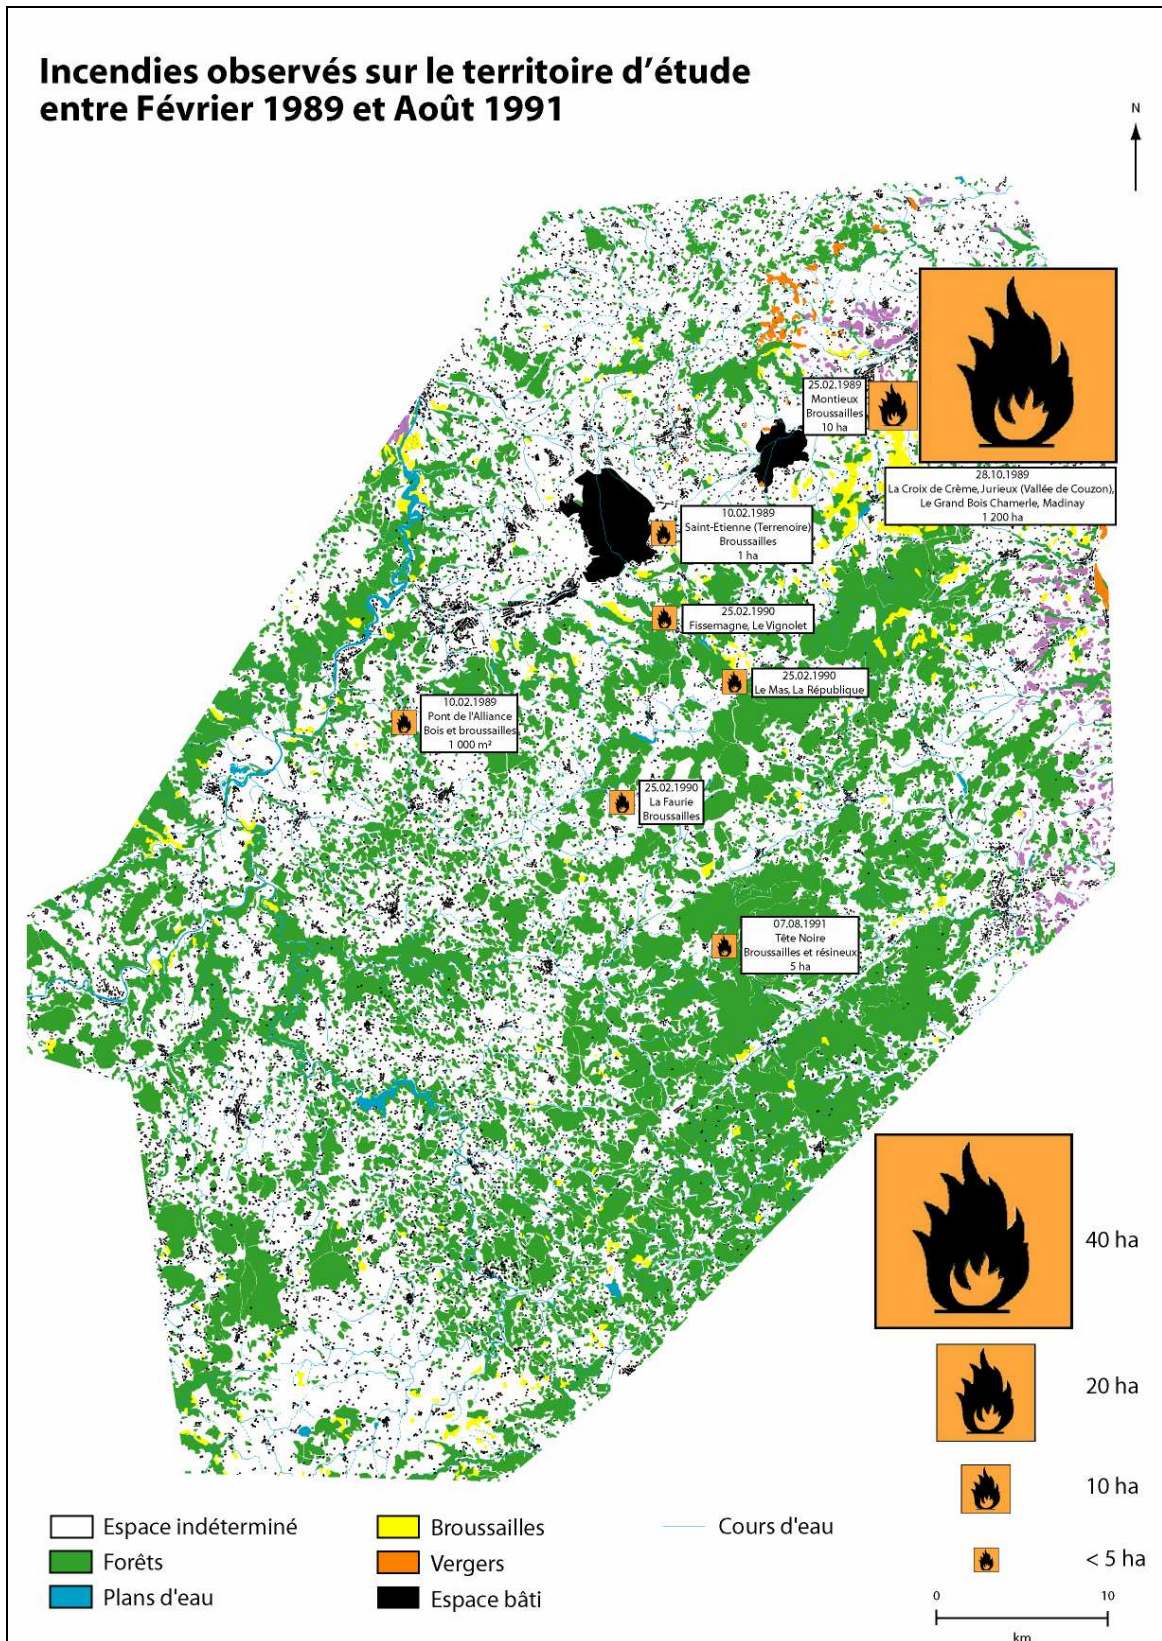 Incendies observés sur le territoire d'étude
entre Février 1989 et Août 1991
N
25.02.1989
Montieux
Broussailles
10 ha
28.10.1989
La Croix de Crème, Jurieux (Vallée de Couzon),
Le Grand Bois Chamerle, Madinay
1 200 ha
10.02.1989
Saint-Etienne (Terrenoire)
Broussailles
1 ha
25.02.1990
Fissemagne, Le Vignolet
25.02.1990
Le Mas, La République
10.02.1989
Pont de l'Alliance
Bois et broussailles
1 000 m²
25.02.1990
La Faurie
Broussailles
07.08.1991
Tête Noire
Broussailles et résineux
5 ha
40 ha
20 ha
10 ha
< 5 ha
Espace indéterminé
Forêts
Plans d'eau
Broussailles
Vergers
Espace bâti
Cours d'eau
0 10
km